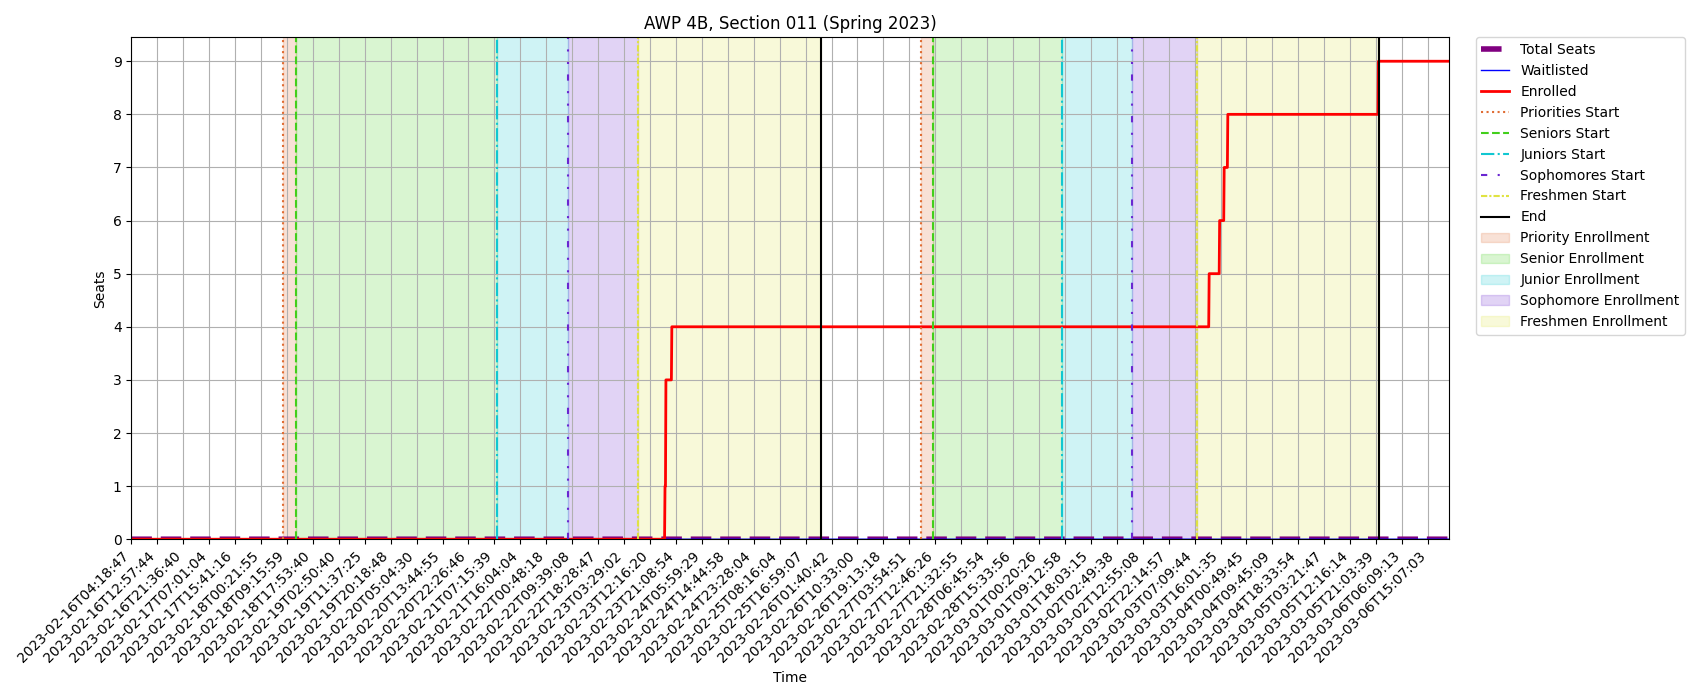 AWP 4B, Section 011 (Spring 2023)
Seats
9
8
7
6
5
4
3
2
1
0
2023-02-16T04:18:47
2023-02-16T12:57:44
2023-02-16T21:36:40
2023-02-17T07:01:04
2023-02-17T15:41:16
2023-02-18T00:21:55
2023-02-18T09:15:59
2023-02-18T17:53:40
2023-02-19T02:50:40
2023-02-19T11:37:25
2023-02-19T20:18:48
2023-02-20T05:04:30
2023-02-20T13:44:55
2023-02-20T22:26:46
2023-02-21T07:15:39
2023-02-21T16:04:04
2023-02-22T00:48:18
2023-02-22T09:39:08
2023-02-22T18:28:47
2023-02-23T03:29:02
2023-02-23T12:16:20
2023-02-23T21:08:54
2023-02-24T05:59:29
2023-02-24T14:44:58
2023-02-24T23:28:04
2023-02-25T08:16:04
2023-02-25T16:59:07
2023-02-26T01:40:42
2023-02-26T10:33:00
2023-02-26T19:13:18
2023-02-27T03:54:51
2023-02-27T12:46:26
2023-02-27T21:32:55
2023-02-28T06:45:54
2023-02-28T15:33:56
2023-03-01T00:20:26
2023-03-01T09:12:58
2023-03-01T18:03:15
2023-03-02T02:49:38
2023-03-02T12:55:08
2023-03-02T22:14:57
2023-03-03T07:09:44
2023-03-03T16:01:35
2023-03-04T00:49:45
2023-03-04T09:45:09
2023-03-04T18:33:54
2023-03-05T03:21:47
2023-03-05T12:16:14
2023-03-05T21:03:39
2023-03-06T06:09:13
2023-03-06T15:07:03
Time
Total Seats
Waitlisted
Enrolled
Priorities Start
Seniors Start
Juniors Start
Sophomores Start
Freshmen Start
End
Priority Enrollment
Senior Enrollment
Junior Enrollment
Sophomore Enrollment
Freshmen Enrollment